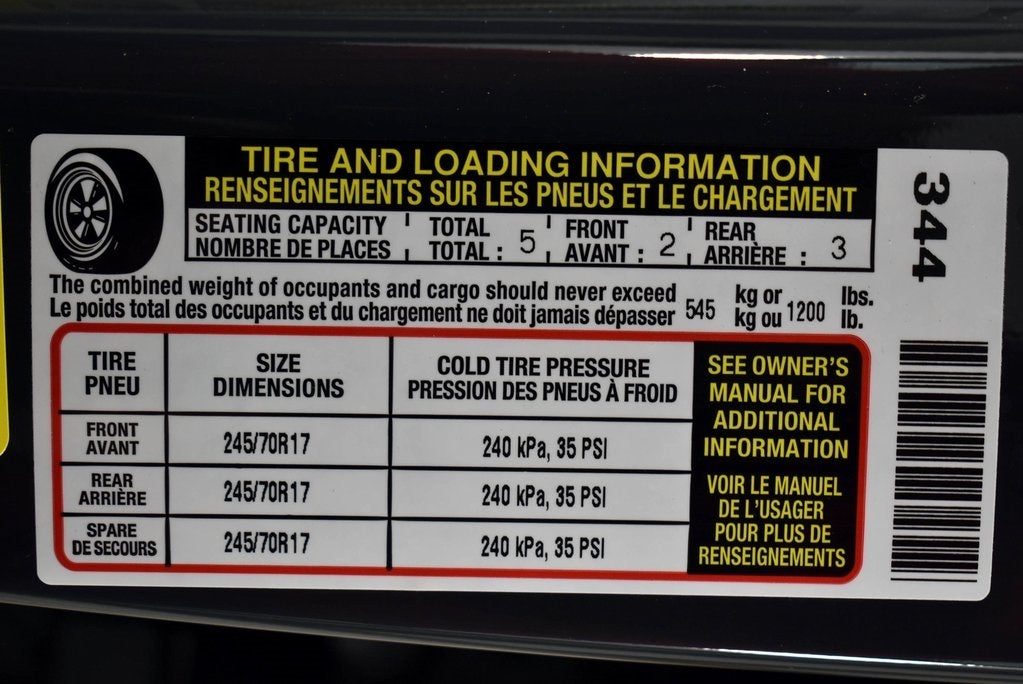 TIRE AND LOADING INFORMATION
RENSEIGNEMENTS SUR LES PNEUS ET LE CHARGEMENT
SEATING CAPACITY TOTAL FRONT REAR
NOMBRE DE PLACES TOTAL : 5 AVANT : 2 ARRIÈRE : 3
The combined weight of occupants and cargo should never exceed 545 kg or 1200 lbs.
Le poids total des occupants et du chargement ne doit jamais dépasser kg ou lb.
TIRE
PNEU
SIZE
DIMENSIONS
COLD TIRE PRESSURE
PRESSION DES PNEUS À FROID
FRONT
AVANT
245/70R17
240 kPa, 35 PSI
REAR
ARRIÈRE
245/70R17
240 kPa, 35 PSI
SPARE
DE SECOURS
245/70R17
240 kPa, 35 PSI
SEE OWNER'S
MANUAL FOR
ADDITIONAL
INFORMATION
VOIR LE MANUEL
DE L'USAGER
POUR PLUS DE
RENSEIGNEMENTS
344